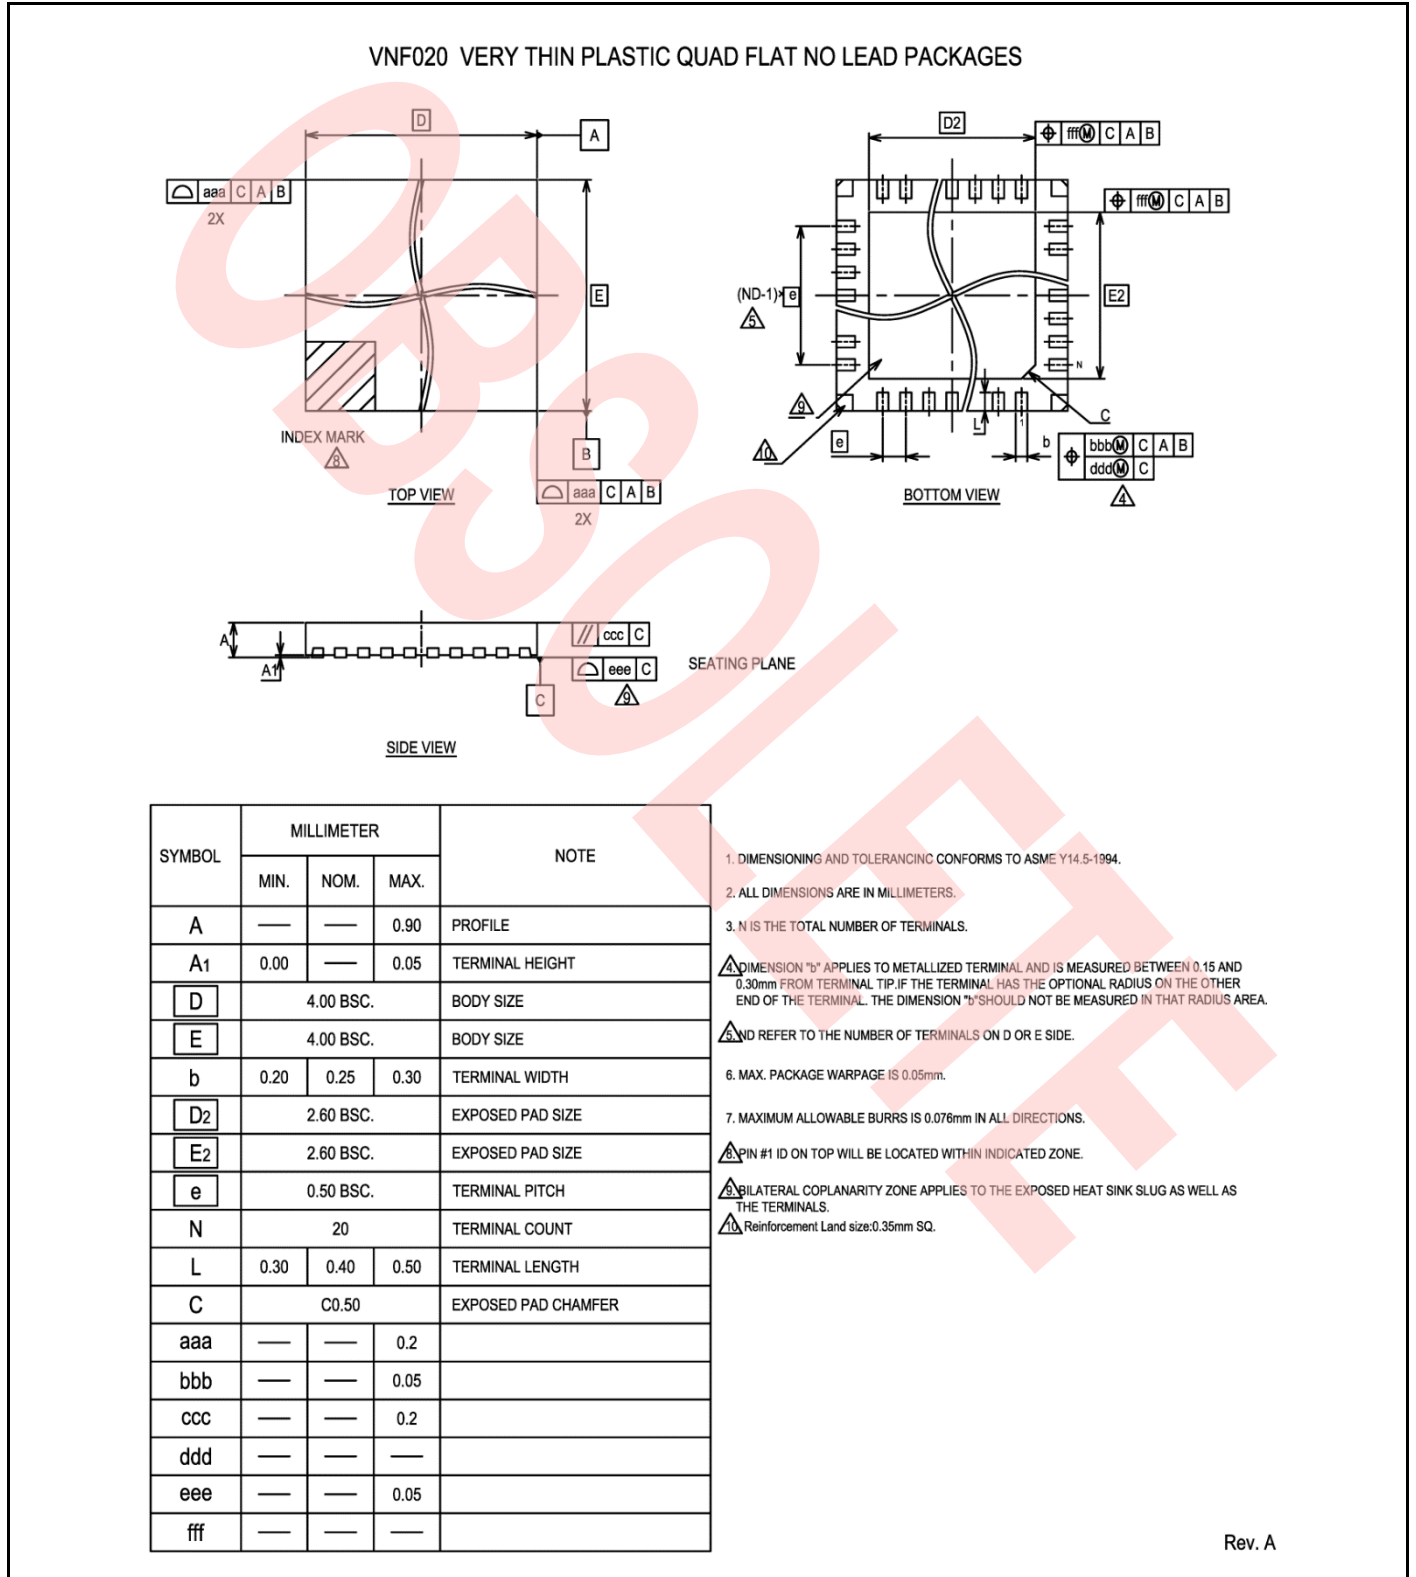 VNF020 VERY THIN PLASTIC QUAD FLAT NO LEAD PACKAGES
D
A
aaa C A B
2X
E
INDEX MARK
8
B
TOP VIEW
aaa C A B
2X
D2
fff Ⓜ C A B
fff Ⓜ C A B
(ND-1)× e
5
E2
N
9
10
e
L
1
b
C
bbb Ⓜ C A B
ddd Ⓜ C
4
BOTTOM VIEW
A
A1
ccc C
eee C
9
C
SEATING PLANE
SIDE VIEW
SYMBOL MILLIMETER NOTE
MIN. NOM. MAX.
A — — 0.90 PROFILE
A1 0.00 — 0.05 TERMINAL HEIGHT
D 4.00 BSC. BODY SIZE
E 4.00 BSC. BODY SIZE
b 0.20 0.25 0.30 TERMINAL WIDTH
D2 2.60 BSC. EXPOSED PAD SIZE
E2 2.60 BSC. EXPOSED PAD SIZE
e 0.50 BSC. TERMINAL PITCH
N 20 TERMINAL COUNT
L 0.30 0.40 0.50 TERMINAL LENGTH
C C0.50 EXPOSED PAD CHAMFER
aaa — — 0.2
bbb — — 0.05
ccc — — 0.2
ddd — — —
eee — — 0.05
fff — — —
1. DIMENSIONING AND TOLERANCINC CONFORMS TO ASME Y14.5-1994.
2. ALL DIMENSIONS ARE IN MILLIMETERS.
3. N IS THE TOTAL NUMBER OF TERMINALS.
4. DIMENSION "b" APPLIES TO METALLIZED TERMINAL AND IS MEASURED BETWEEN 0.15 AND
0.30mm FROM TERMINAL TIP.IF THE TERMINAL HAS THE OPTIONAL RADIUS ON THE OTHER
END OF THE TERMINAL. THE DIMENSION "b"SHOULD NOT BE MEASURED IN THAT RADIUS AREA.
5. ND REFER TO THE NUMBER OF TERMINALS ON D OR E SIDE.
6. MAX. PACKAGE WARPAGE IS 0.05mm.
7. MAXIMUM ALLOWABLE BURRS IS 0.076mm IN ALL DIRECTIONS.
8. PIN #1 ID ON TOP WILL BE LOCATED WITHIN INDICATED ZONE.
9. BILATERAL COPLANARITY ZONE APPLIES TO THE EXPOSED HEAT SINK SLUG AS WELL AS
THE TERMINALS.
10. Reinforcement Land size:0.35mm SQ.
Rev. A
OBSOLETE